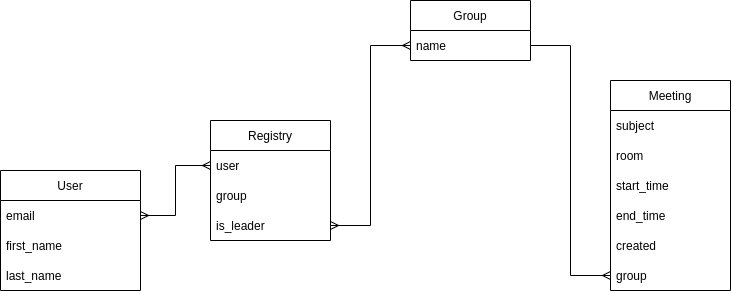 Group
name
Meeting
subject
room
start_time
end_time
created
group
Registry
user
group
is_leader
User
email
first_name
last_name